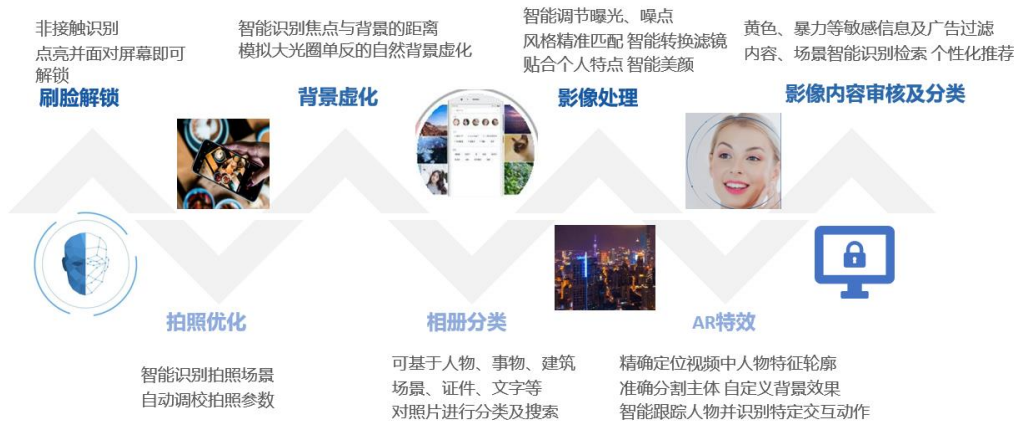 非接触识别
点亮并面对屏幕即可
解锁
刷脸解锁
智能识别焦点与背景的距离
模拟大光圈单反的自然背景虚化
背景虚化
智能调节曝光、噪点
风格精准匹配 智能转换滤镜
贴合个人特点 智能美颜
影像处理
黄色、暴力等敏感信息及广告过滤
内容、场景智能识别检索 个性化推荐
影像内容审核及分类
拍照优化
智能识别拍照场景
自动调校拍照参数
相册分类
可基于人物、事物、建筑
场景、证件、文字等
对照片进行分类及搜索
AR特效
精确定位视频中人物特征轮廓
准确分割主体 自定义背景效果
智能跟踪人物并识别特定交互动作